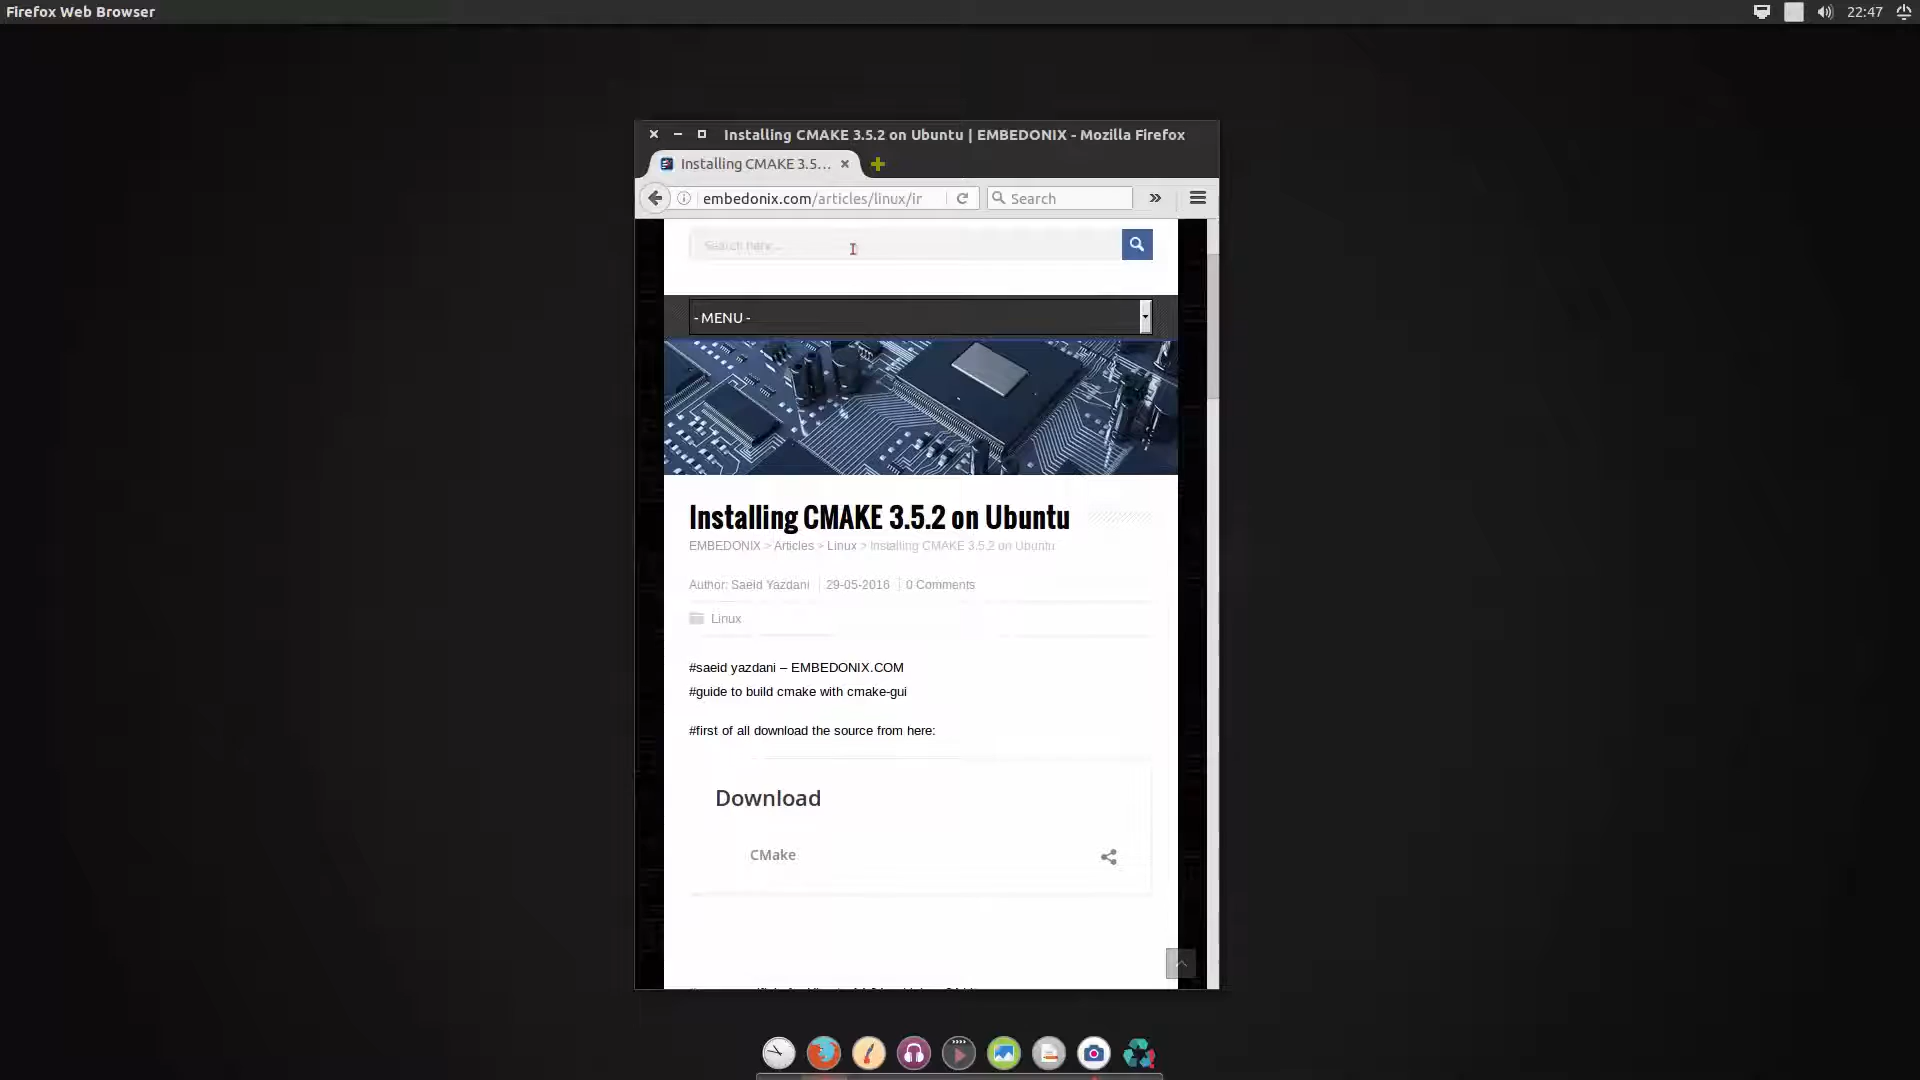 Firefox Web Browser
22:47
Installing CMAKE 3.5.2 on Ubuntu | EMBEDONIX - Mozilla Firefox
Installing CMAKE 3.5...
embedonix.com/articles/linux/ir
Search
Search here...
- MENU -
Installing CMAKE 3.5.2 on Ubuntu
EMBEDONIX > Articles > Linux > Installing CMAKE 3.5.2 on Ubuntu
Author: Saeid Yazdani
29-05-2016
0 Comments
Linux
#saeid yazdani – EMBEDONIX.COM
#guide to build cmake with cmake-gui
#first of all download the source from here:
Download
CMake